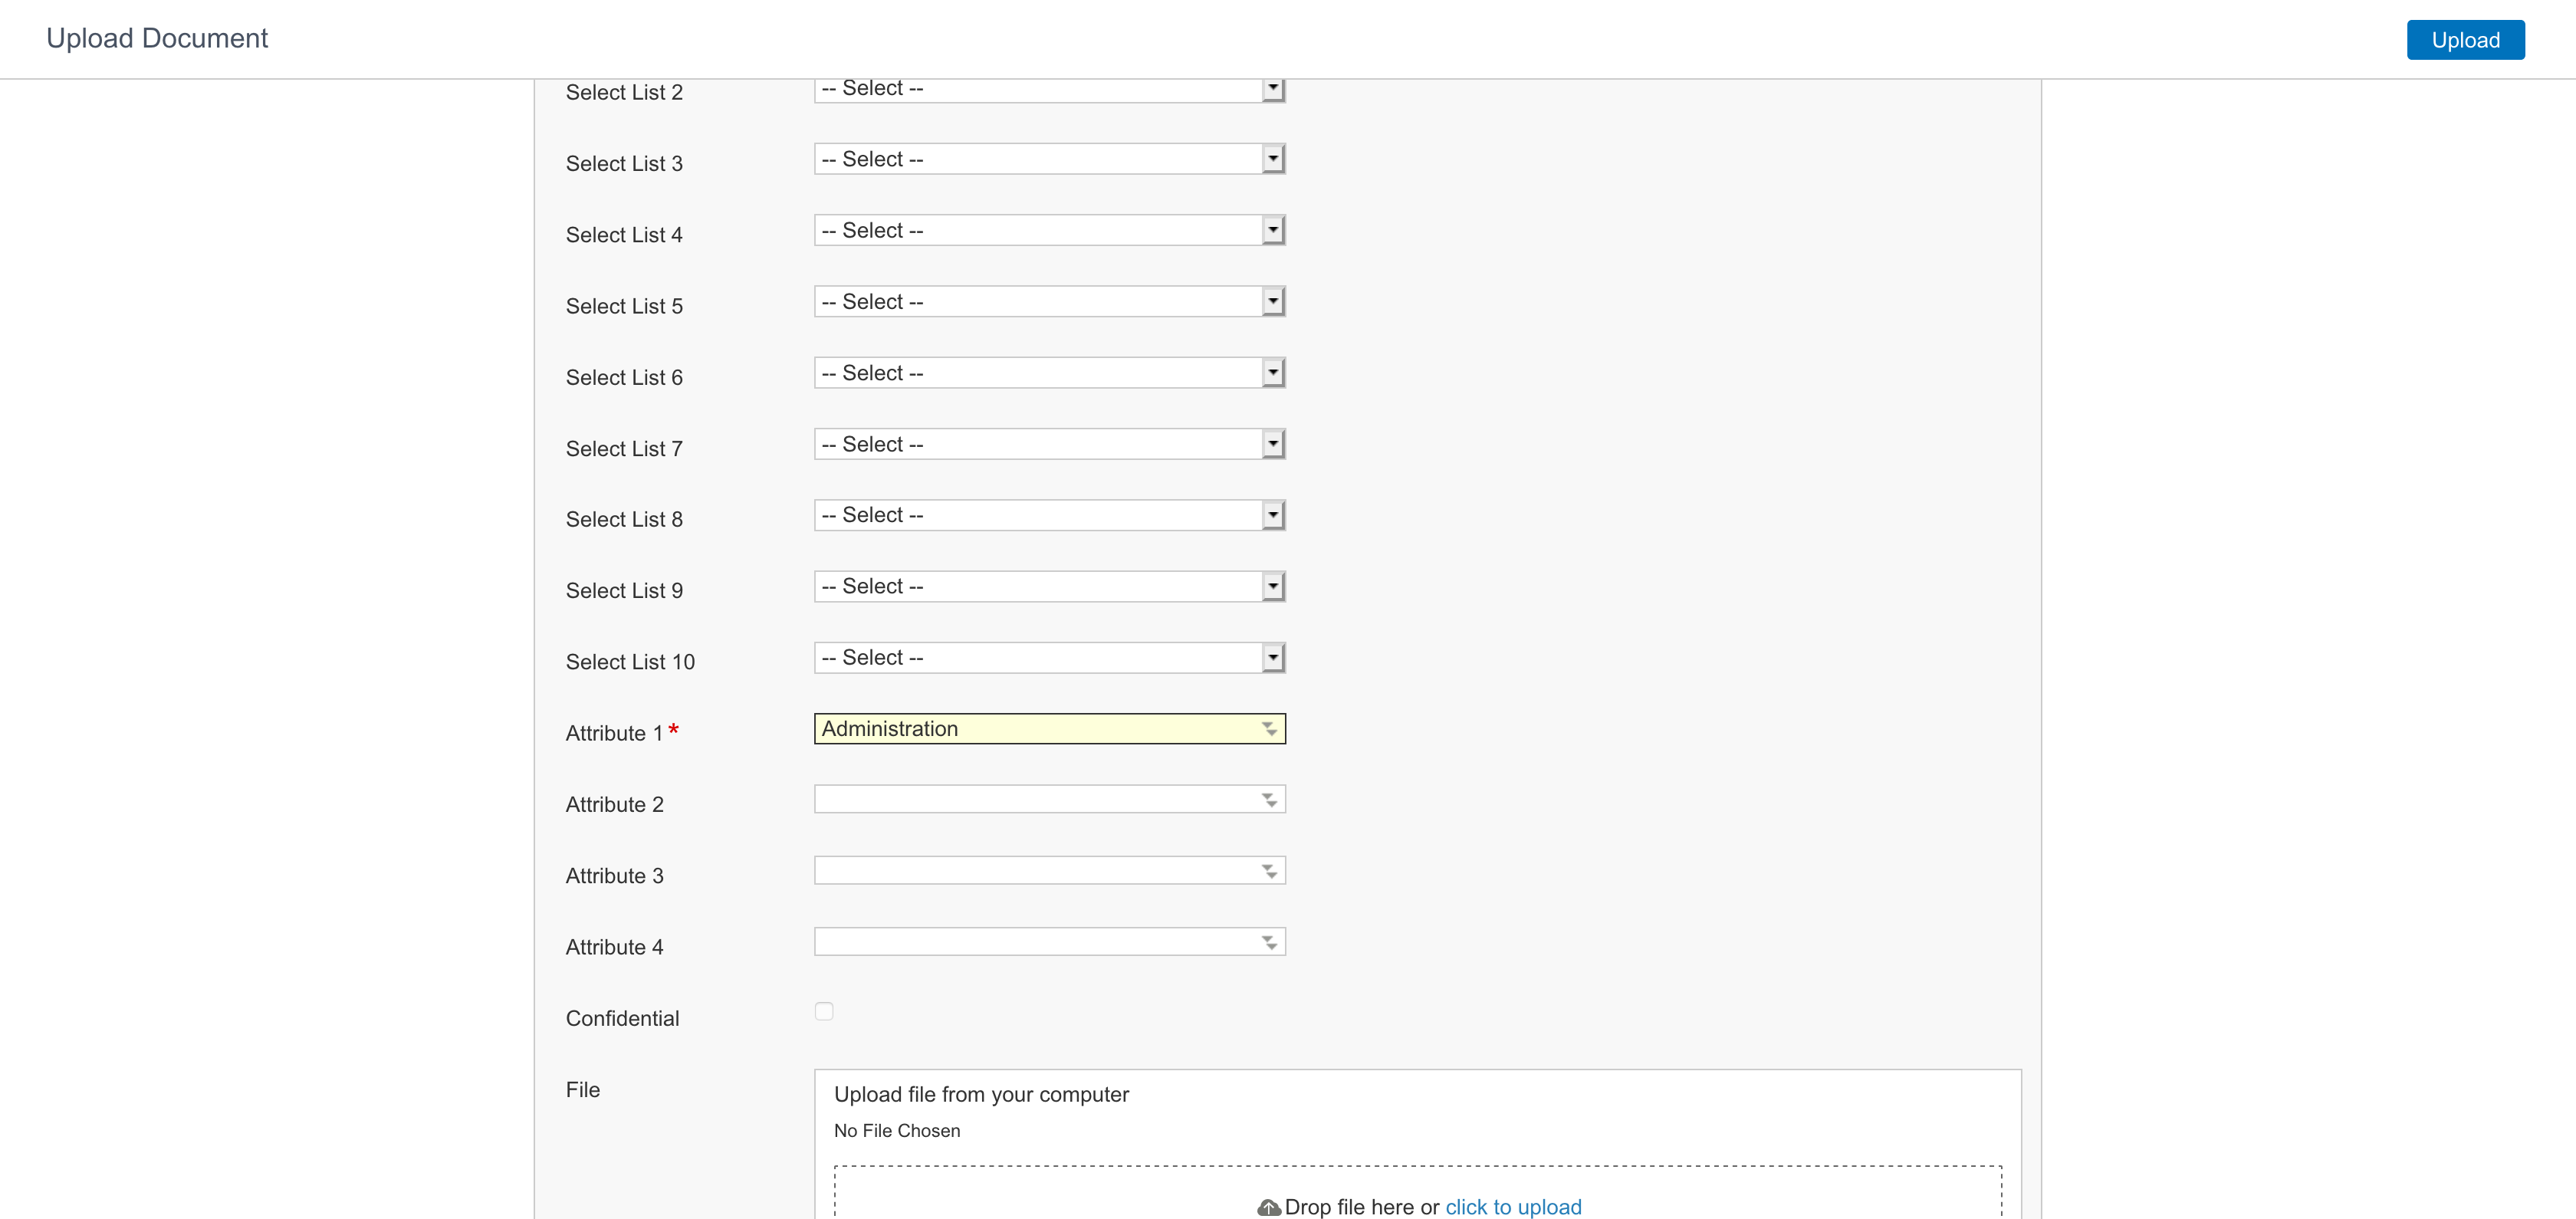 Upload Document
Upload
Select List 2
-- Select --
Select List 3
-- Select --
Select List 4
-- Select --
Select List 5
-- Select --
Select List 6
-- Select --
Select List 7
-- Select --
Select List 8
-- Select --
Select List 9
-- Select --
Select List 10
-- Select --
Attribute 1*
Administration
Attribute 2
Attribute 3
Attribute 4
Confidential
File
Upload file from your computer
No File Chosen
Drop file here or click to upload